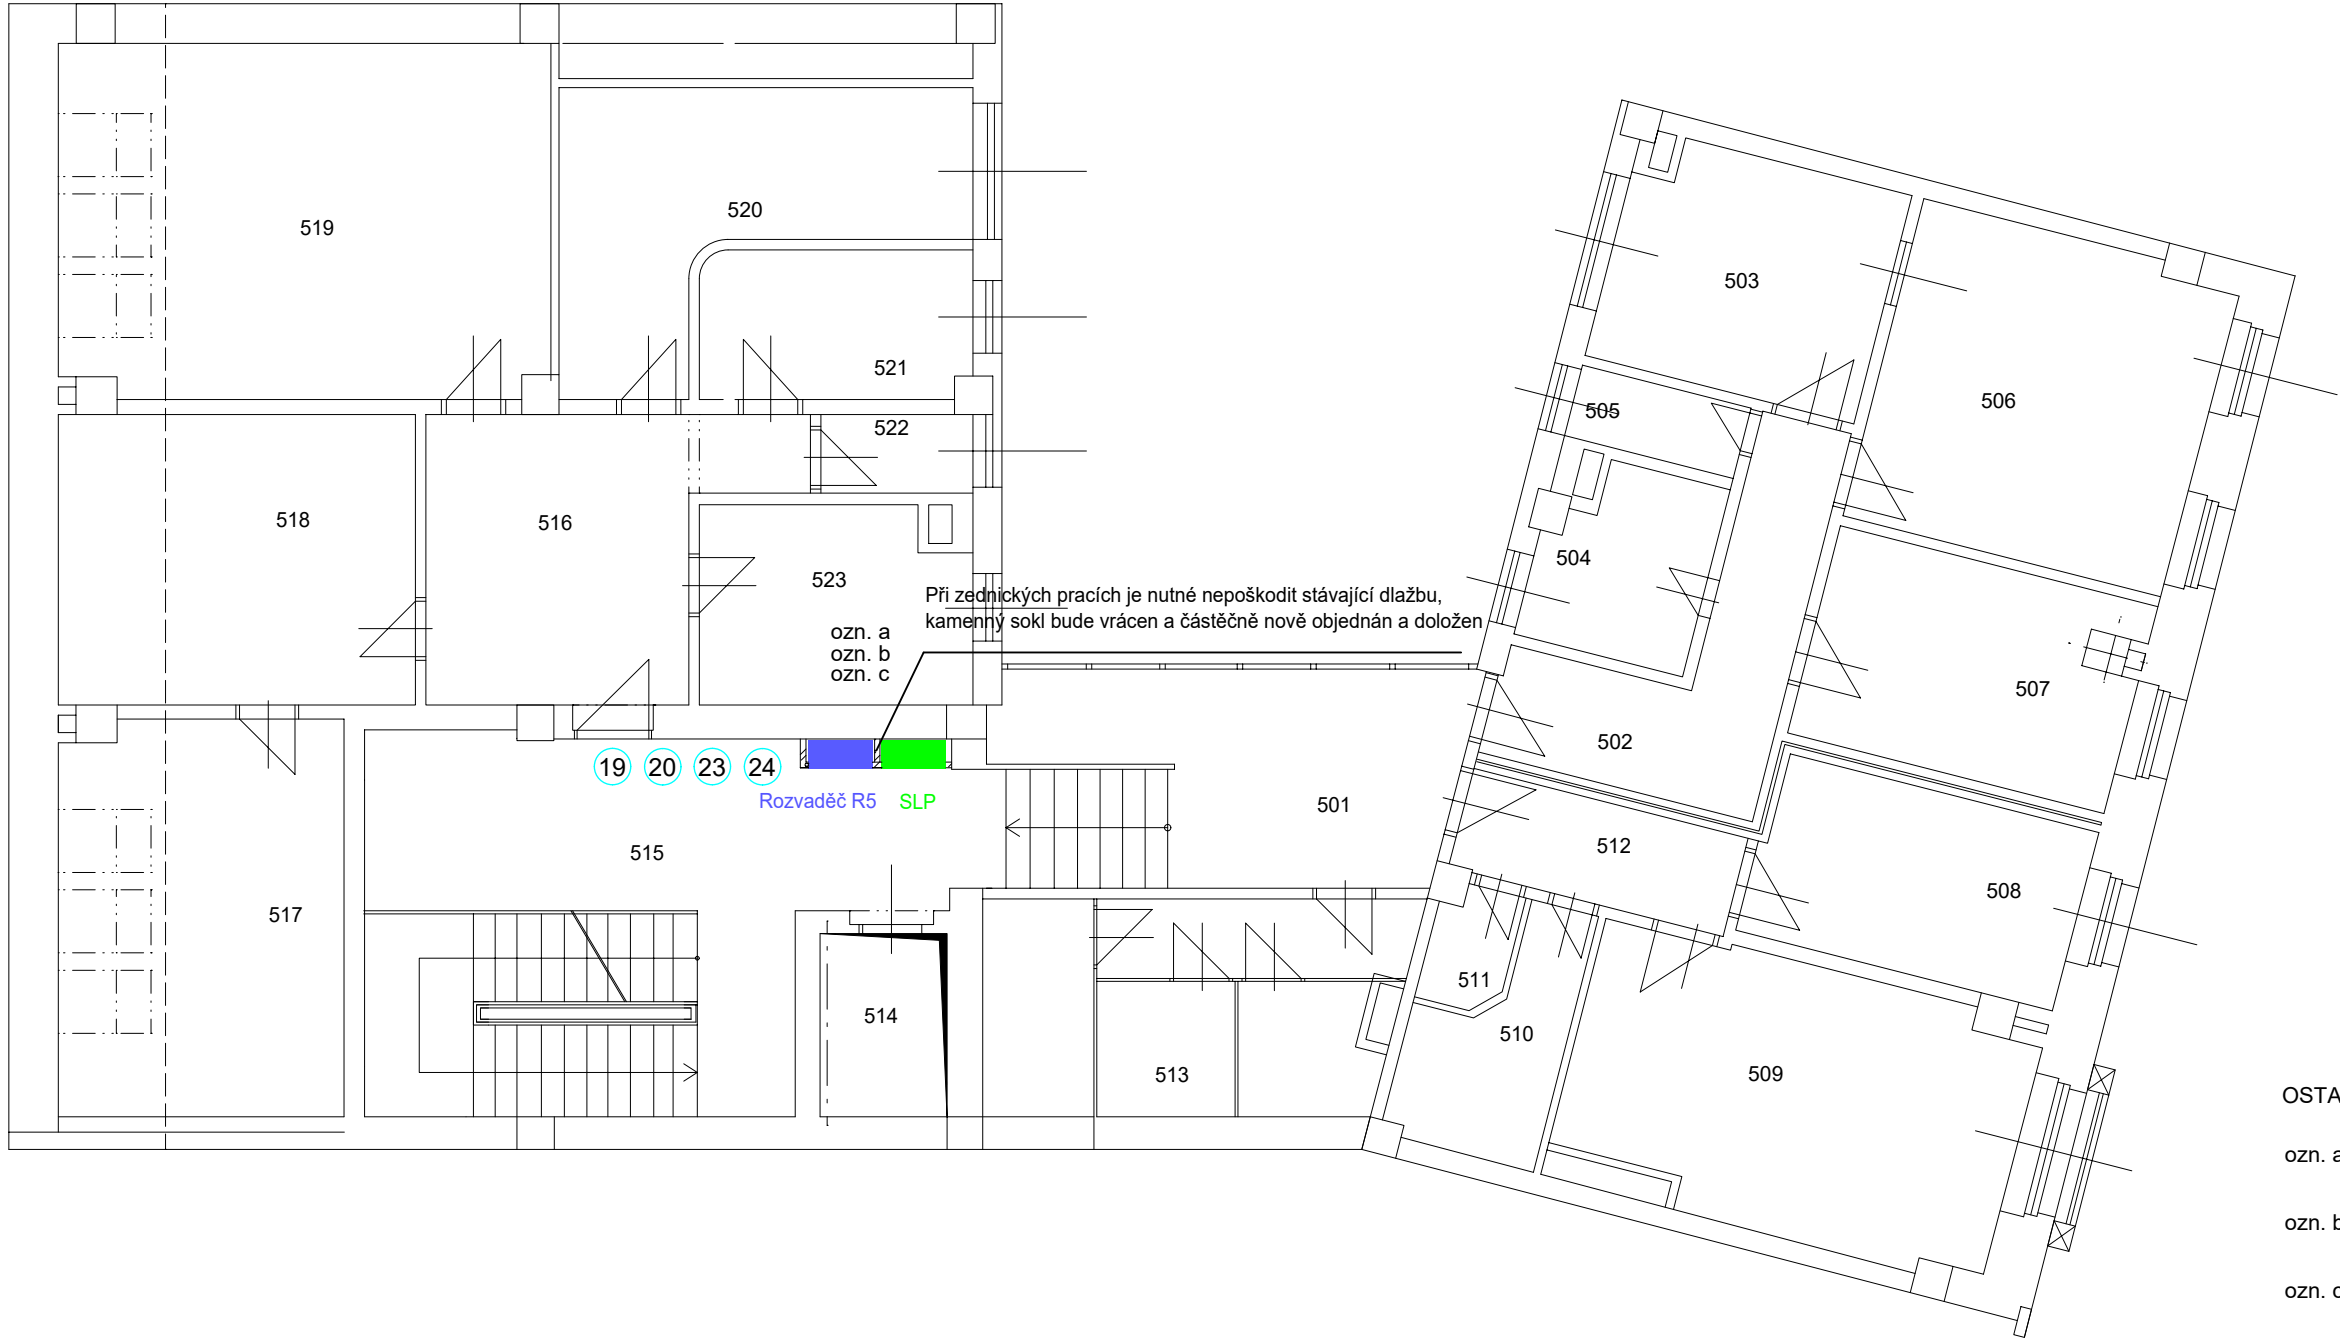 519
520
503
521
506
505
522
518
516
504
523
Při zednických pracích je nutné nepoškodit stávající dlažbu,
kamenný sokl bude vrácen a částěčně nově objednán a doložen
ozn. a
ozn. b
ozn. c
507
502
19 20 23 24
Rozvaděč R5 SLP
501
515
512
508
517
511
514
510
513
509
OSTA
ozn. a
ozn. b
ozn. c